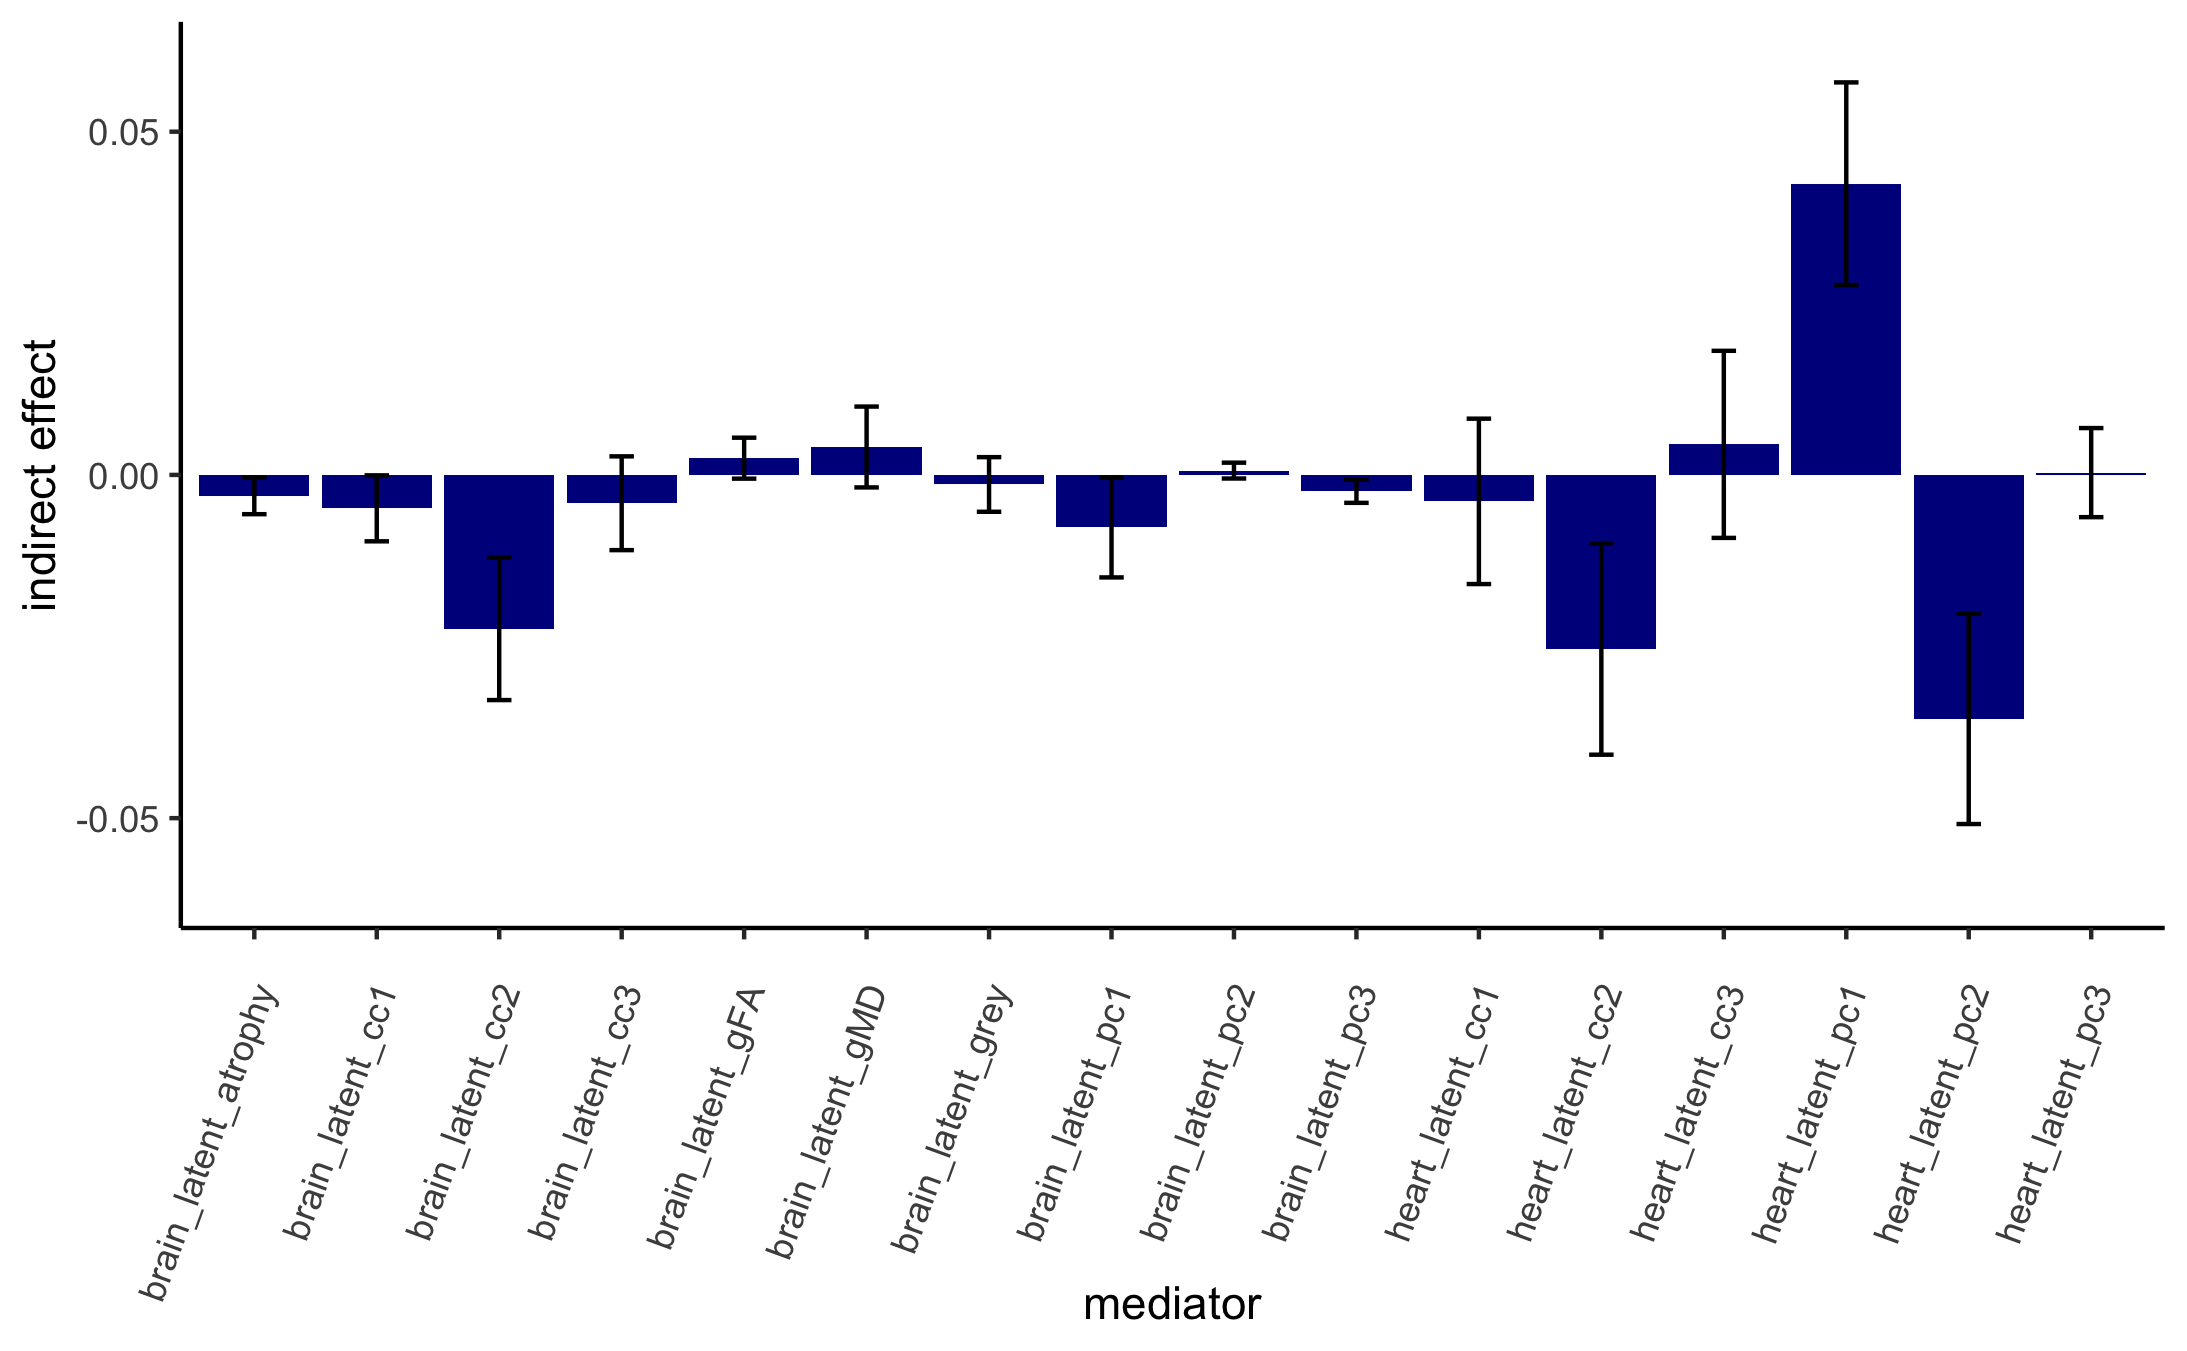 indirect effect
0.05
0.00
-0.05
brain_latent_atrophy
brain_latent_cc1
brain_latent_cc2
brain_latent_cc3
brain_latent_gFA
brain_latent_gMD
brain_latent_grey
brain_latent_pc1
brain_latent_pc2
brain_latent_pc3
heart_latent_cc1
heart_latent_cc2
heart_latent_cc3
heart_latent_pc1
heart_latent_pc2
heart_latent_pc3
mediator